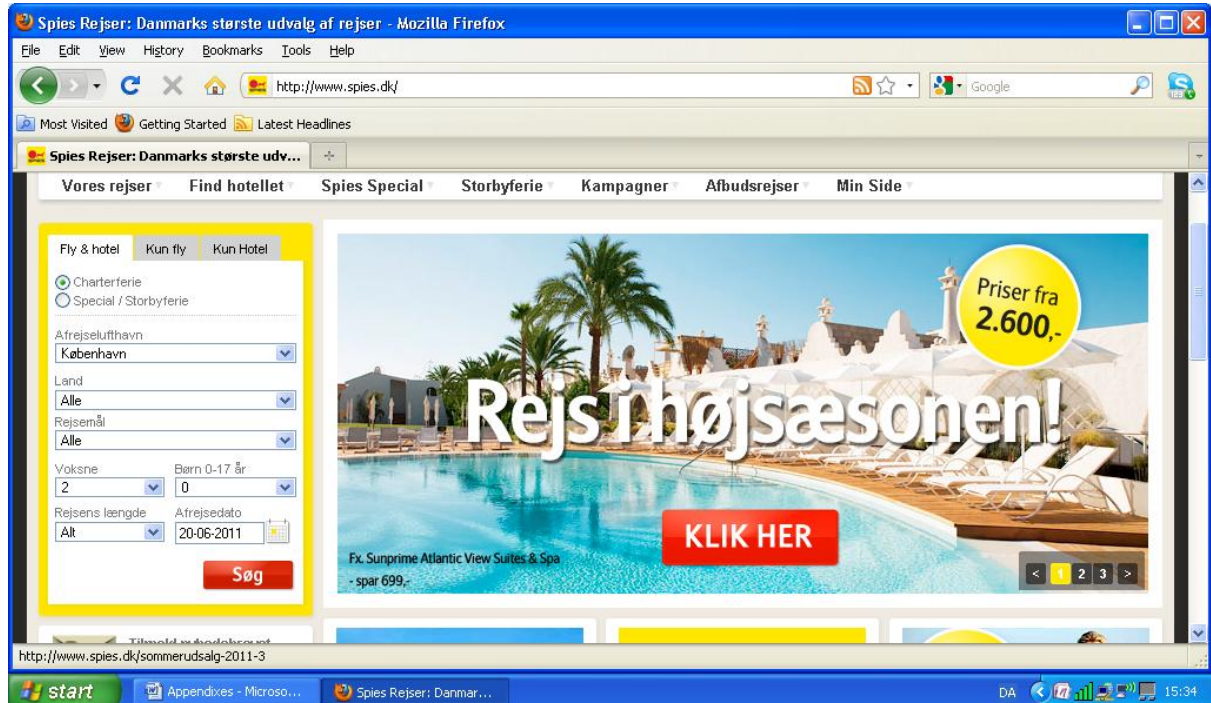 Spies Rejser: Danmarks største udvalg af rejser - Mozilla Firefox
File Edit View History Bookmarks Tools Help
http://www.spies.dk/
Google
Most Visited Getting Started Latest Headlines
Spies Rejser: Danmarks største udv...
Vores rejser Find hotellet Spies Special Storbyferie Kampagner Afbudsrejser Min Side
Fly & hotel Kun fly Kun Hotel
Charterferie
Special / Storbyferie
Afrejselufthavn
København
Land
Alle
Rejsemål
Alle
Voksne Børn 0-17 år
2 0
Rejsens længde Afrejsedato
Alt 20-06-2011
Søg
Priser fra
2.600,-
Rejs i højsæsonen!
KLIK HER
Fx. Sunprime Atlantic View Suites & Spa
- spar 699,-
< 1 2 3 >
Tilmeld nyhedsbrevet
http://www.spies.dk/sommerudsalg-2011-3
start Appendixes - Microso... Spies Rejser: Danmar... DA 15:34